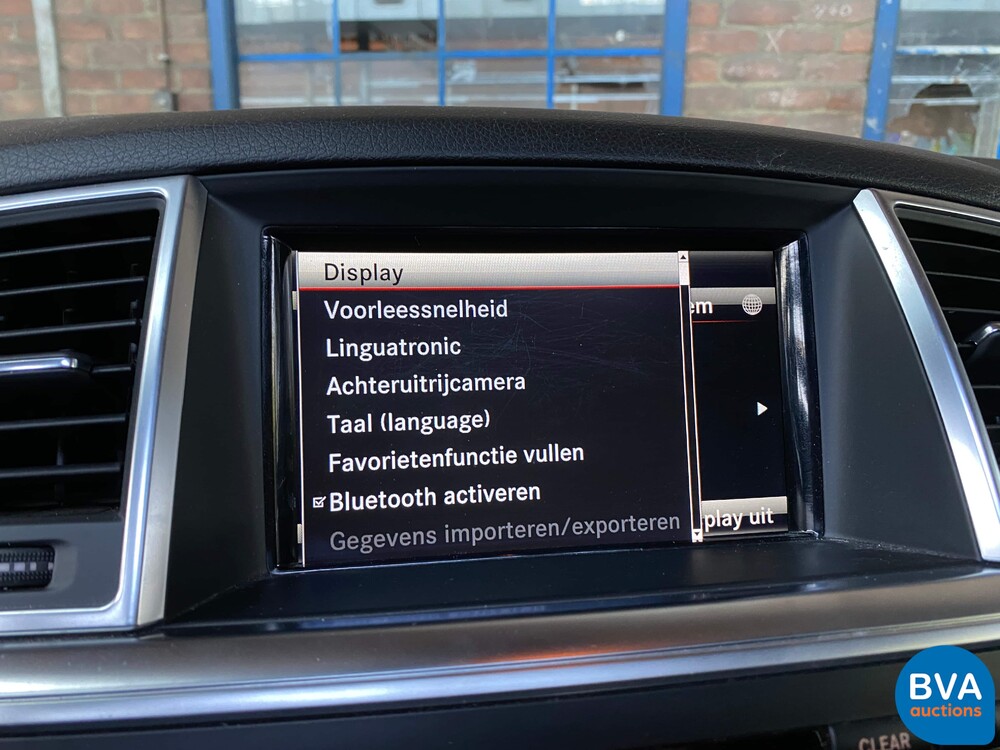 Display
Voorleessnelheid
Linguatronic
Achteruitrijcamera
Taal (language)
Favorietenfunctie vullen
Bluetooth activeren
Gegevens importeren/exporteren
em
play uit
BVA
auctions
CLEAR